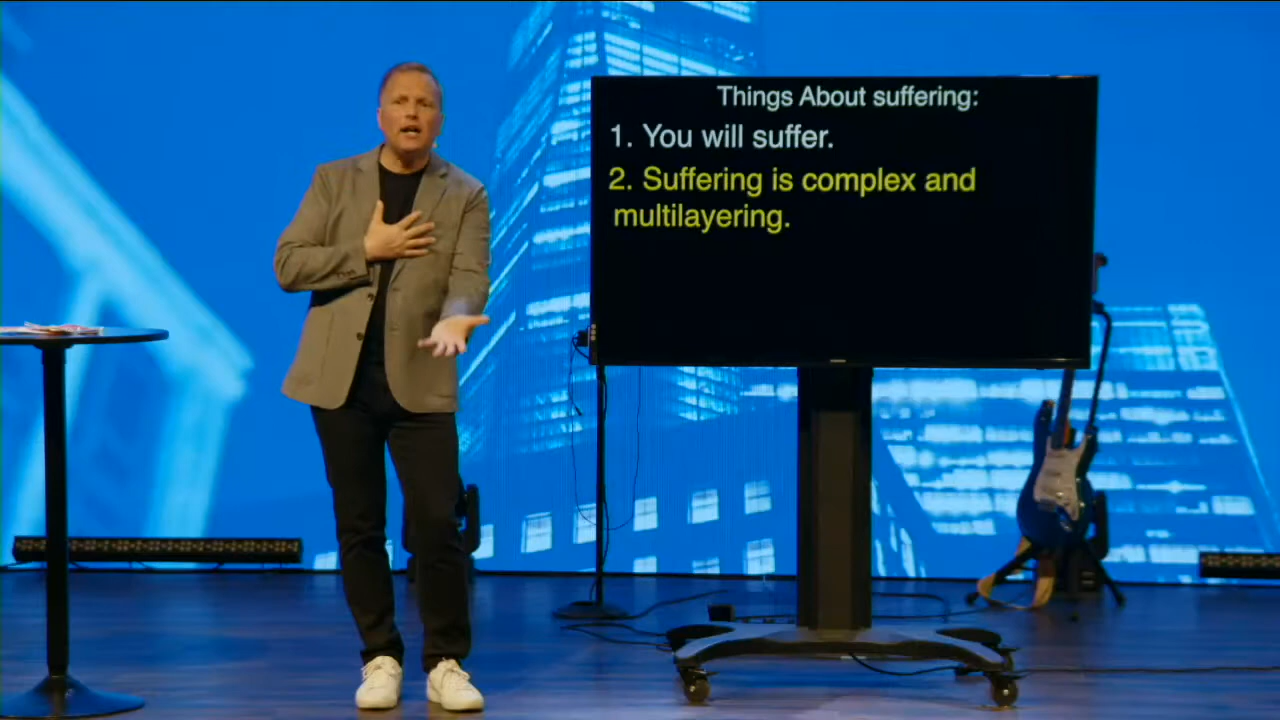 Things About suffering:
1. You will suffer.
2. Suffering is complex and
multilayering.